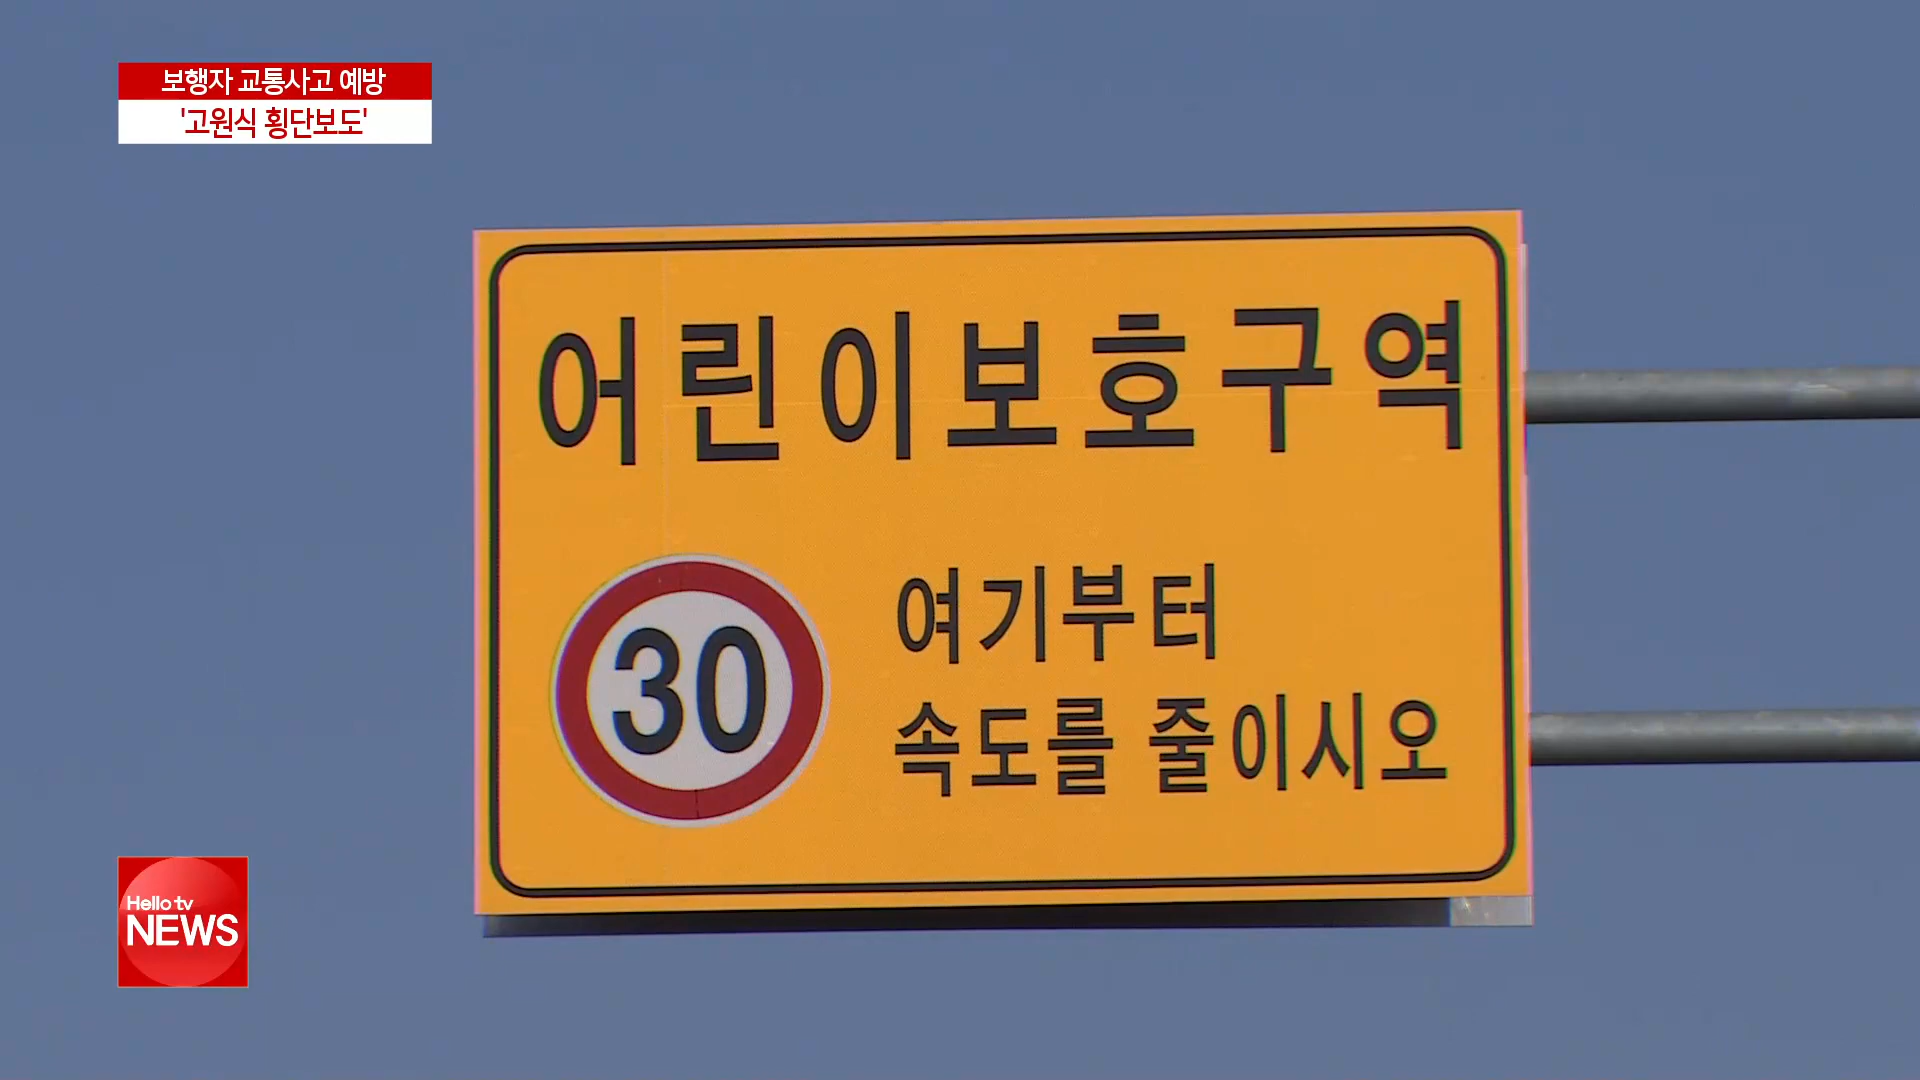 보행자 교통사고 예방
'고원식 횡단보도'
어린이보호구역
30
여기부터
속도를 줄이시오
Hello tv
NEWS